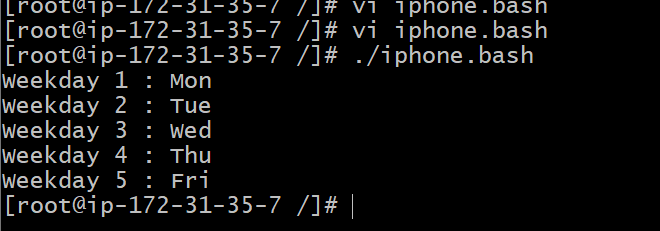 [root@ip-172-31-35-7 /]# vi iphone.bash
[root@ip-172-31-35-7 /]# vi iphone.bash
[root@ip-172-31-35-7 /]# ./iphone.bash
Weekday 1 : Mon
Weekday 2 : Tue
Weekday 3 : Wed
Weekday 4 : Thu
Weekday 5 : Fri
[root@ip-172-31-35-7 /]#